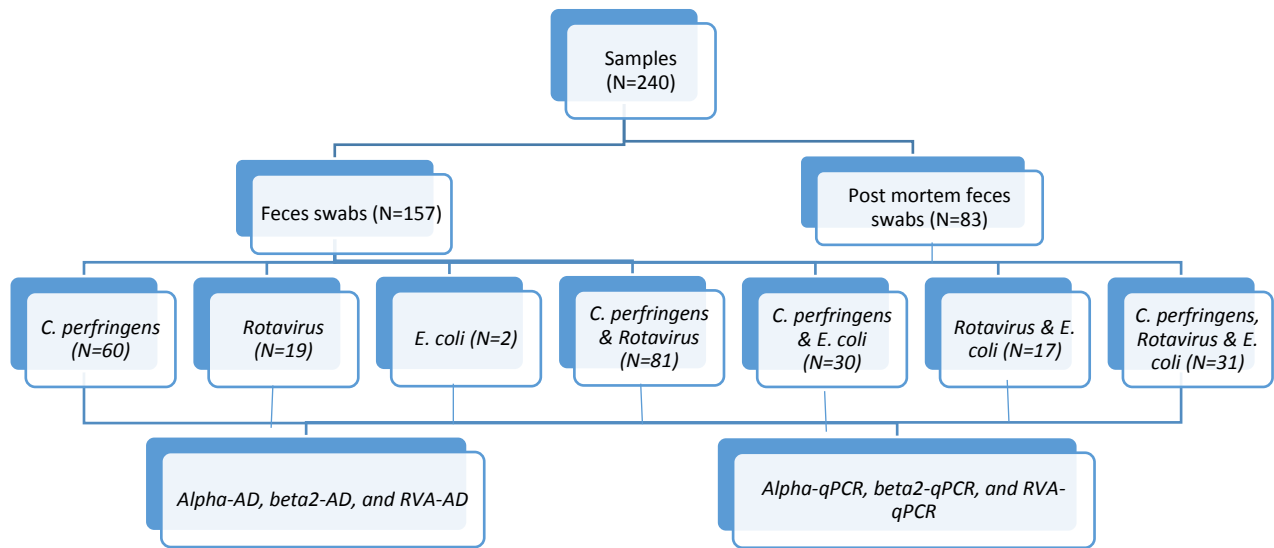 Samples
(N=240)
Feces swabs (N=157)
Post mortem feces
swabs (N=83)
C. perfringens
(N=60)
Rotavirus
(N=19)
E. coli (N=2)
C. perfringens
& Rotavirus
(N=81)
C. perfringens
& E. coli
(N=30)
Rotavirus & E.
coli (N=17)
C. perfringens,
Rotavirus & E.
coli (N=31)
Alpha-AD, beta2-AD, and RVA-AD
Alpha-qPCR, beta2-qPCR, and RVA-
qPCR